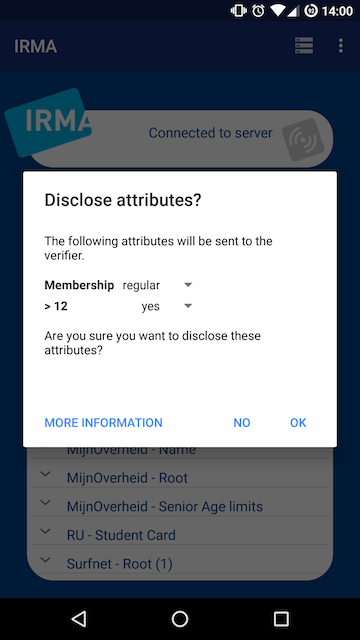 92 14:00
IRMA
IRMA
Connected to server
Disclose attributes?
The following attributes will be sent to the
verifier.
Membership regular
> 12 yes
Are you sure you want to disclose these
attributes?
MORE INFORMATION NO OK
MijnOverheid - Name
MijnOverheid - Root
MijnOverheid - Senior Age limits
RU - Student Card
Surfnet - Root (1)